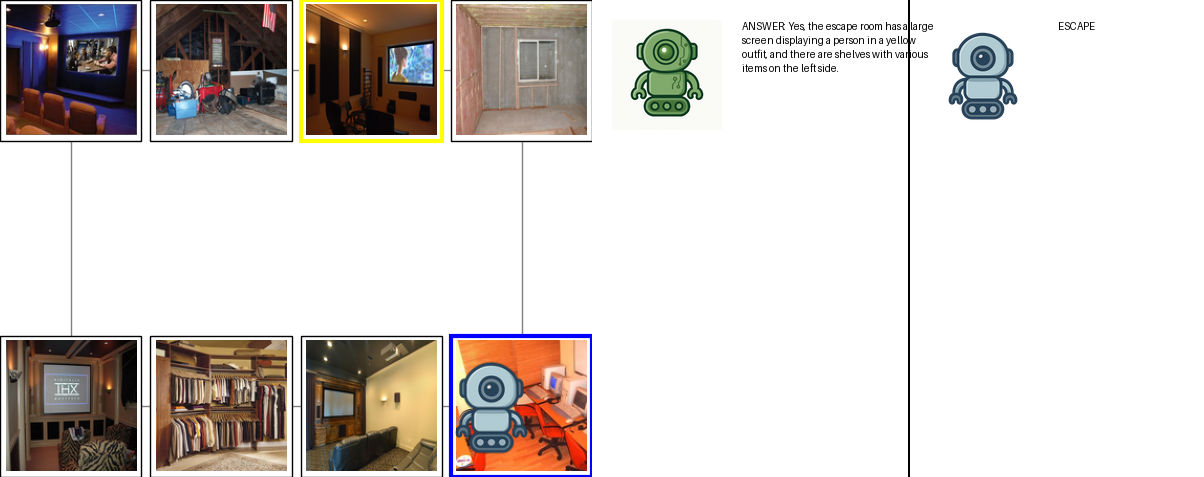 ANSWER: Yes, the escape room has a large
screen displaying a person in a yellow
outfit, and there are shelves with various
items on the left side.
ESCAPE
THX